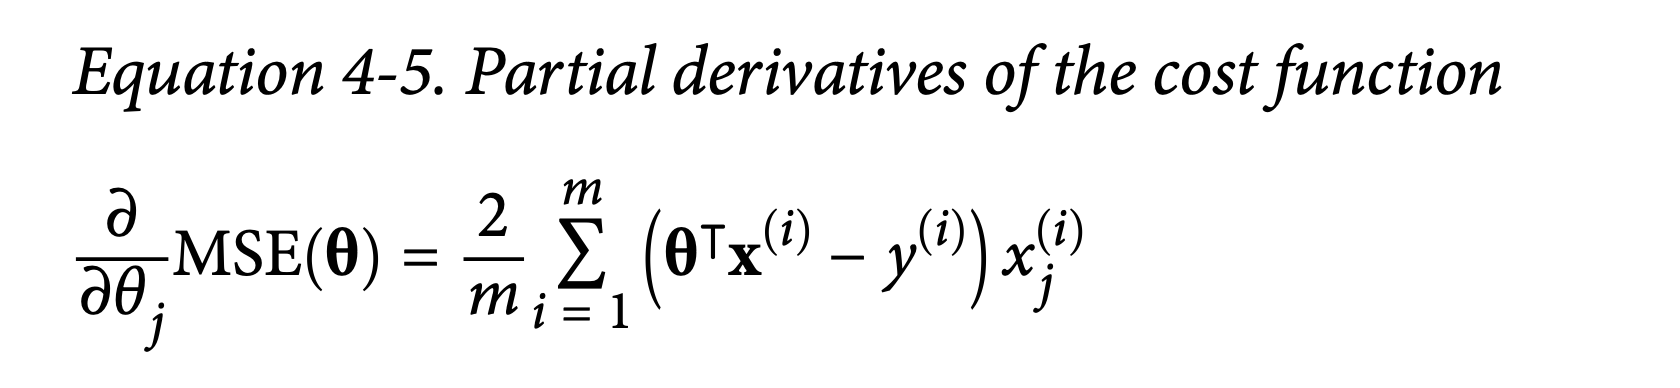 Equation 4-5. Partial derivatives of the cost function
∂/∂θ_j MSE(θ) = 2/m ∑_{i = 1}^{m} (θ^⊤ x^(i) − y^(i)) x_j^(i)